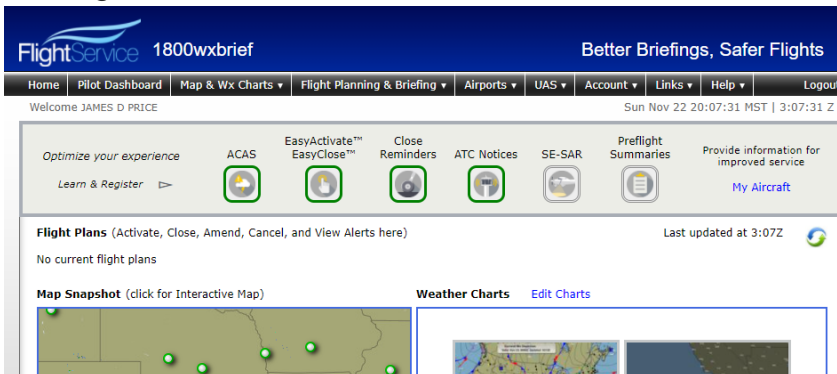 FlightService 1800wxbrief Better Briefings, Safer Flights
Home Pilot Dashboard Map & Wx Charts ▾ Flight Planning & Briefing ▾ Airports ▾ UAS ▾ Account ▾ Links ▾ Help ▾ Logout
Welcome JAMES D PRICE Sun Nov 22 20:07:31 MST | 3:07:31 Z
Optimize your experience
Learn & Register ▻
ACAS
EasyActivate™
EasyClose™
Close
Reminders
ATC Notices
SE-SAR
Preflight
Summaries
Provide information for
improved service
My Aircraft
Flight Plans (Activate, Close, Amend, Cancel, and View Alerts here) Last updated at 3:07Z
No current flight plans
Map Snapshot (click for Interactive Map) Weather Charts Edit Charts